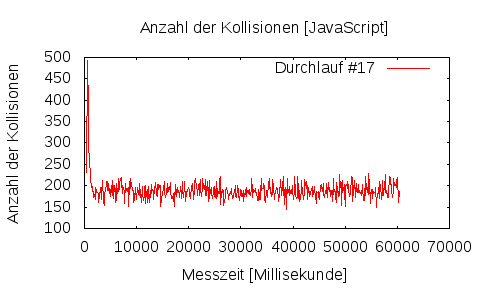 Anzahl der Kollisionen [JavaScript]
Durchlauf #17
Anzahl der Kollisionen
500
450
400
350
300
250
200
150
100
0 10000 20000 30000 40000 50000 60000 70000
Messzeit [Millisekunde]